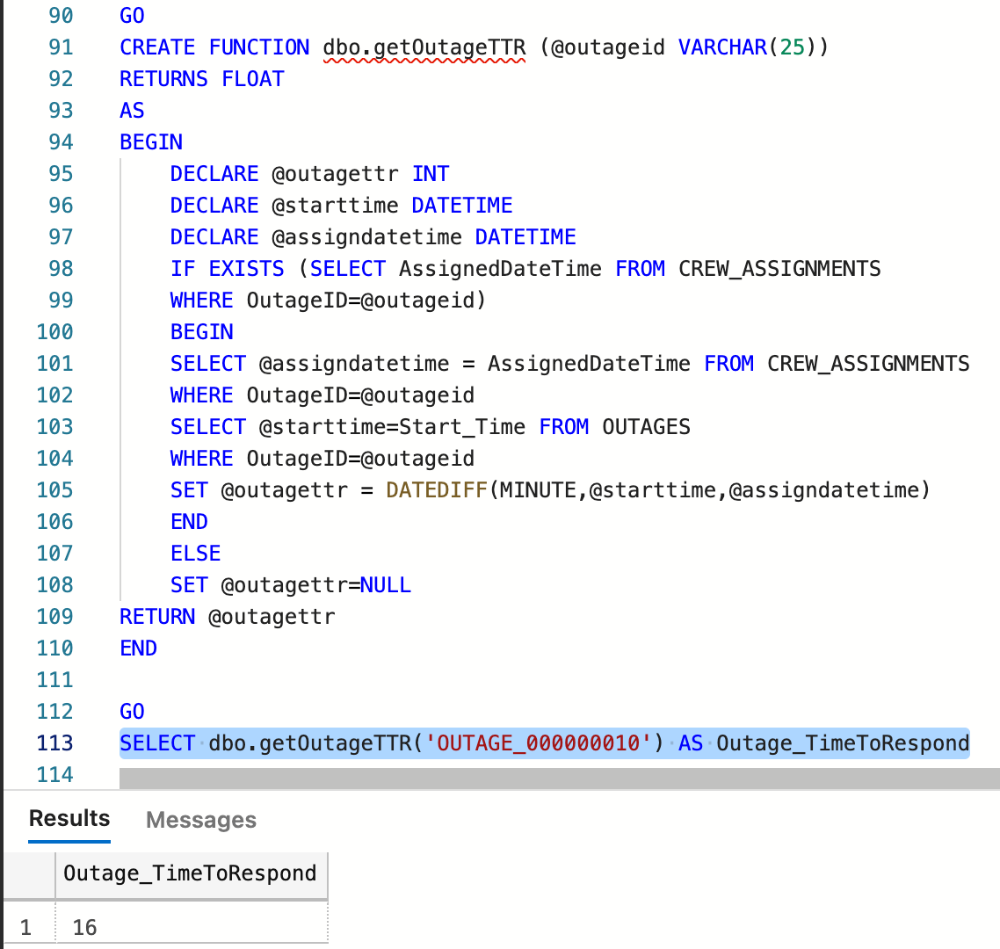 90 GO
91 CREATE FUNCTION dbo.getOutageTTR (@outageid VARCHAR(25))
92 RETURNS FLOAT
93 AS
94 BEGIN
95 DECLARE @outagettr INT
96 DECLARE @starttime DATETIME
97 DECLARE @assigndatetime DATETIME
98 IF EXISTS (SELECT AssignedDateTime FROM CREW_ASSIGNMENTS
99 WHERE OutageID=@outageid)
100 BEGIN
101 SELECT @assigndatetime = AssignedDateTime FROM CREW_ASSIGNMENTS
102 WHERE OutageID=@outageid
103 SELECT @starttime=Start_Time FROM OUTAGES
104 WHERE OutageID=@outageid
105 SET @outagettr = DATEDIFF(MINUTE,@starttime,@assigndatetime)
106 END
107 ELSE
108 SET @outagettr=NULL
109 RETURN @outagettr
110 END
111
112 GO
113 SELECT dbo.getOutageTTR('OUTAGE_000000010') AS Outage_TimeToRespond
114
Results Messages
Outage_TimeToRespond
1 16